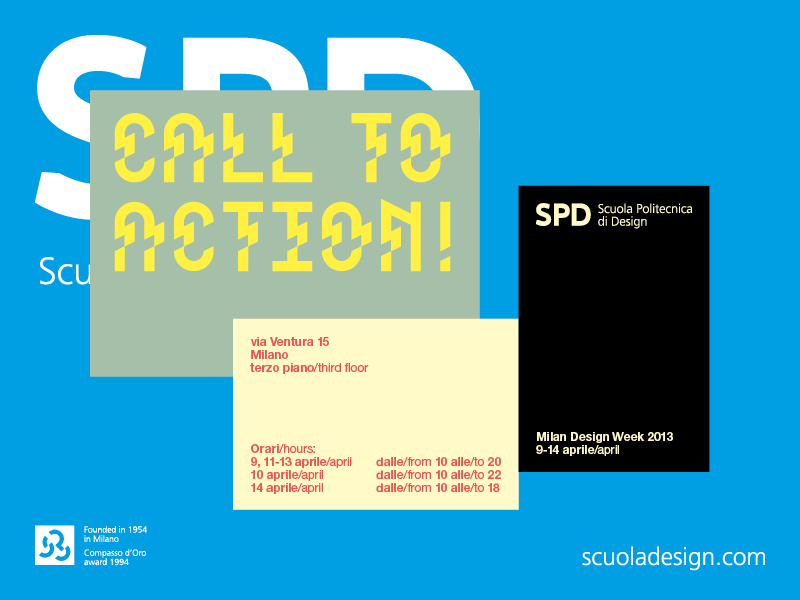 SPD
Scu
CALL TO
ACTION!
SPD Scuola Politecnica
di Design
via Ventura 15
Milano
terzo piano/third floor
Orari/hours:
9, 11-13 aprile/april dalle/from 10 alle/to 20
10 aprile/april dalle/from 10 alle/to 22
14 aprile/april dalle/from 10 alle/to 18
Milan Design Week 2013
9-14 aprile/april
Founded in 1954
in Milano
Compasso d'Oro
award 1994
scuoladesign.com